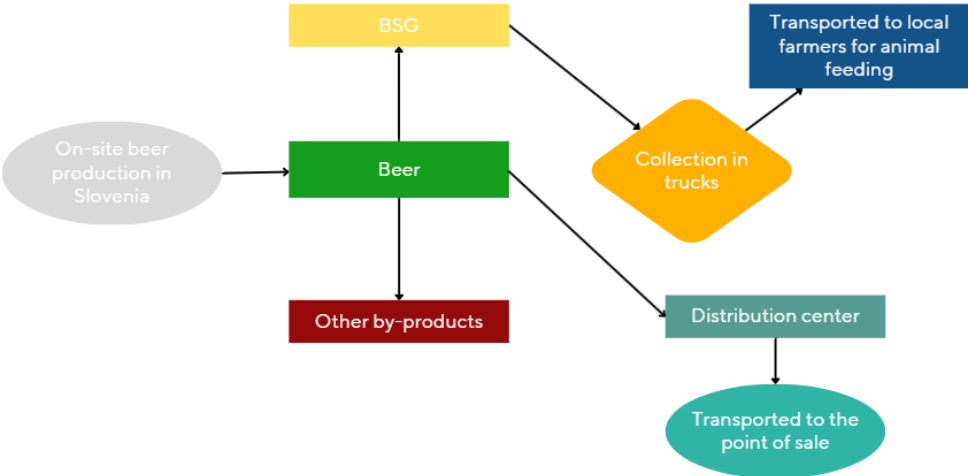 BSG
Transported to local
farmers for animal
feeding
On-site beer
production in
Slovenia
Beer
Collection in
trucks
Other by-products
Distribution center
Transported to the
point of sale